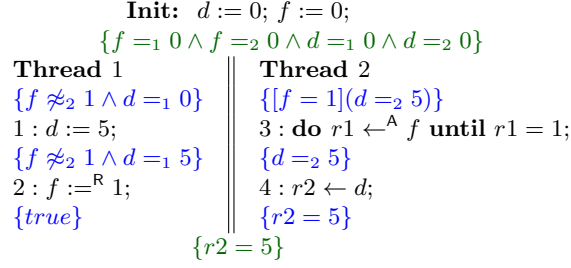 Init: d := 0; f := 0;
{f =₁ 0 ∧ f =₂ 0 ∧ d =₁ 0 ∧ d =₂ 0}
Thread 1
{f ≉₂ 1 ∧ d =₁ 0}
1 : d := 5;
{f ≉₂ 1 ∧ d =₁ 5}
2 : f :=ᴿ 1;
{true}
Thread 2
{[f = 1](d =₂ 5)}
3 : do r1 ←ᴬ f until r1 = 1;
{d =₂ 5}
4 : r2 ← d;
{r2 = 5}
{r2 = 5}